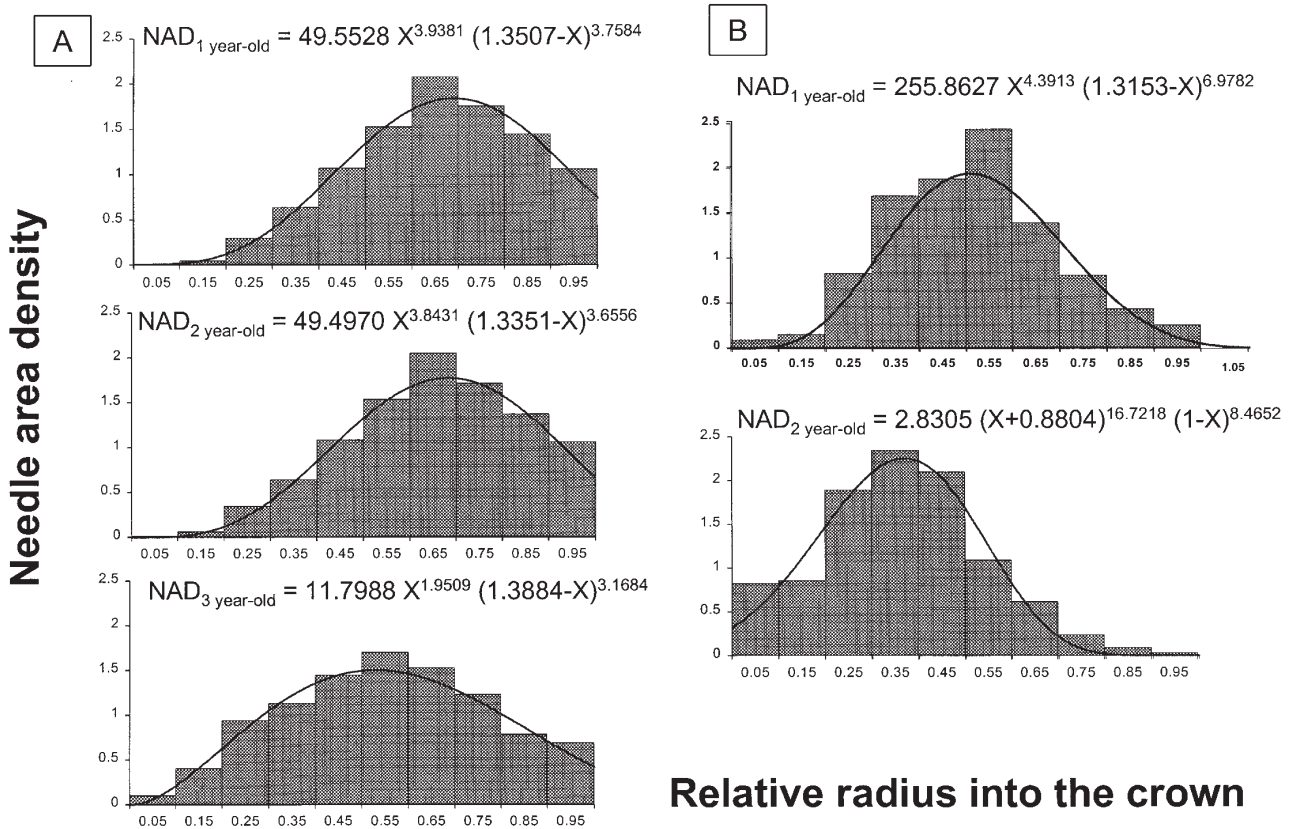 Needle area density
A
NAD1 year-old = 49.5528 X^3.9381 (1.3507-X)^3.7584
2.5
2
1.5
1
0.5
0
0.05 0.15 0.25 0.35 0.45 0.55 0.65 0.75 0.85 0.95
NAD2 year-old = 49.4970 X^3.8431 (1.3351-X)^3.6556
2.5
2
1.5
1
0.5
0
0.05 0.15 0.25 0.35 0.45 0.55 0.65 0.75 0.85 0.95
NAD3 year-old = 11.7988 X^1.9509 (1.3884-X)^3.1684
2.5
2
1.5
1
0.5
0
0.05 0.15 0.25 0.35 0.45 0.55 0.65 0.75 0.85 0.95
B
NAD1 year-old = 255.8627 X^4.3913 (1.3153-X)^6.9782
2.5
2
1.5
1
0.5
0
0.05 0.15 0.25 0.35 0.45 0.55 0.65 0.75 0.85 0.95 1.05
NAD2 year-old = 2.8305 (X+0.8804)^16.7218 (1-X)^8.4652
2.5
2
1.5
1
0.5
0
0.05 0.15 0.25 0.35 0.45 0.55 0.65 0.75 0.85 0.95
Relative radius into the crown